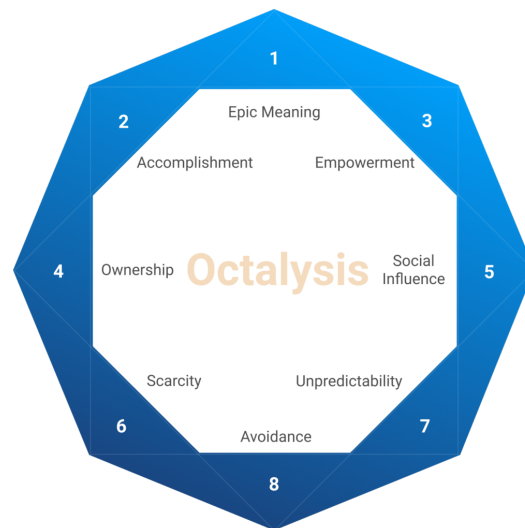 1
Epic Meaning
2
3
Accomplishment
Empowerment
4
Ownership
Octalysis
Social
Influence
5
Scarcity
Unpredictability
6
7
Avoidance
8